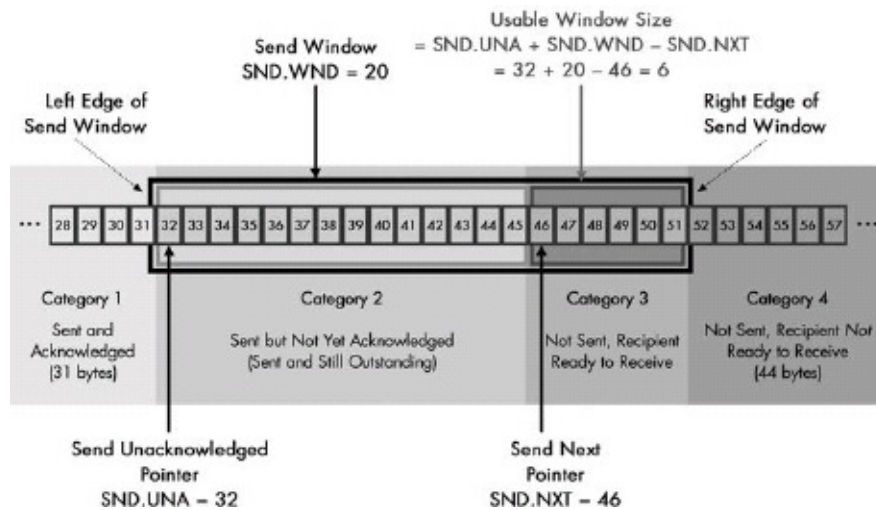 Usable Window Size
= SND.UNA + SND.WND – SND.NXT
= 32 + 20 – 46 = 6
Send Window
SND.WND = 20
Left Edge of
Send Window
Right Edge of
Send Window
... 28 29 30 31 32 33 34 35 36 37 38 39 40 41 42 43 44 45 46 47 48 49 50 51 52 53 54 55 56 57 ...
Category 1
Sent and
Acknowledged
(31 bytes)
Category 2
Sent but Not Yet Acknowledged
(Sent and Still Outstanding)
Category 3
Not Sent, Recipient
Ready to Receive
Category 4
Not Sent, Recipient Not
Ready to Receive
(44 bytes)
Send Unacknowledged
Pointer
SND.UNA – 32
Send Next
Pointer
SND.NXT – 46